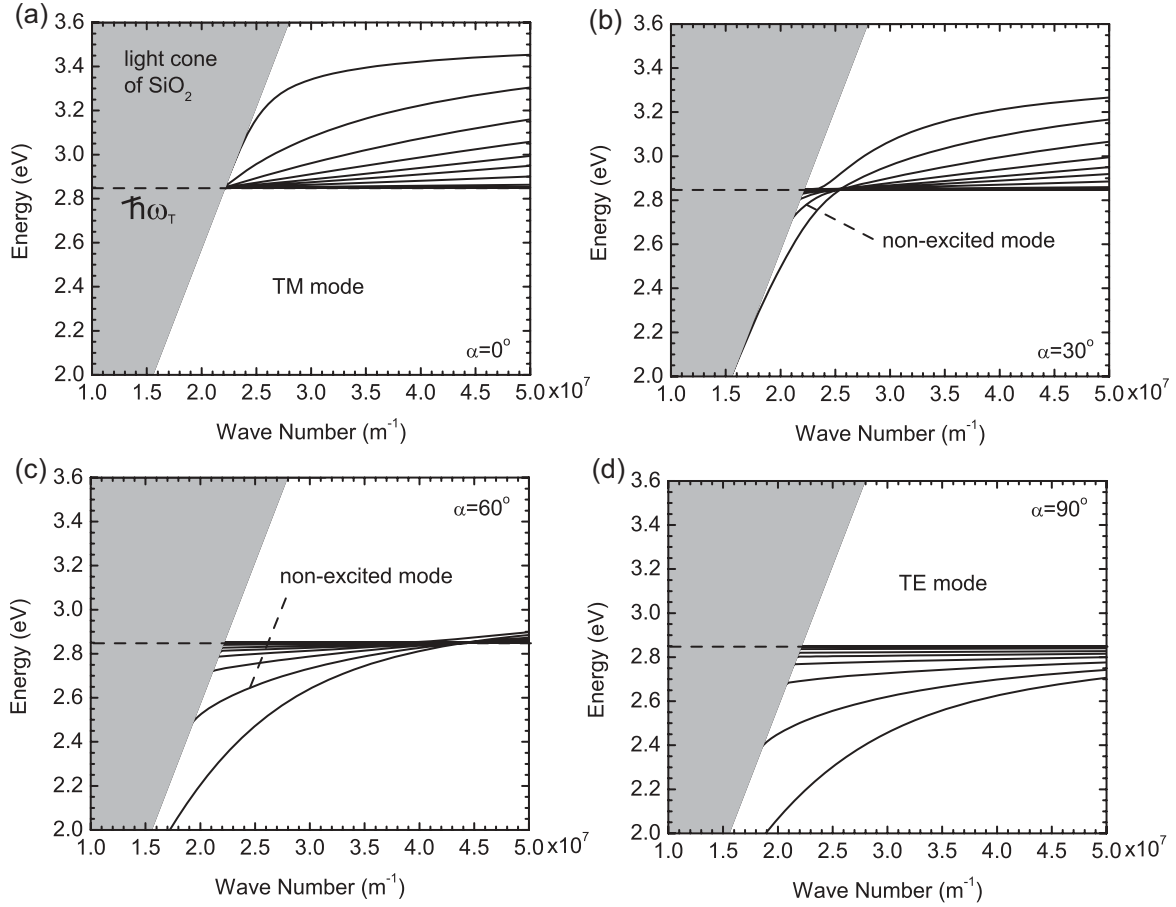 (a)
3.6
3.4
3.2
3.0
2.8
2.6
2.4
2.2
2.0
Energy (eV)
light cone
of SiO₂
ħω_T
TM mode
α=0°
1.0 1.5 2.0 2.5 3.0 3.5 4.0 4.5 5.0 x10⁷
Wave Number (m⁻¹)
(b)
3.6
3.4
3.2
3.0
2.8
2.6
2.4
2.2
2.0
Energy (eV)
non-excited mode
α=30°
1.0 1.5 2.0 2.5 3.0 3.5 4.0 4.5 5.0 x10⁷
Wave Number (m⁻¹)
(c)
3.6
3.4
3.2
3.0
2.8
2.6
2.4
2.2
2.0
Energy (eV)
α=60°
non-excited mode
1.0 1.5 2.0 2.5 3.0 3.5 4.0 4.5 5.0 x10⁷
Wave Number (m⁻¹)
(d)
3.6
3.4
3.2
3.0
2.8
2.6
2.4
2.2
2.0
Energy (eV)
α=90°
TE mode
1.0 1.5 2.0 2.5 3.0 3.5 4.0 4.5 5.0 x10⁷
Wave Number (m⁻¹)